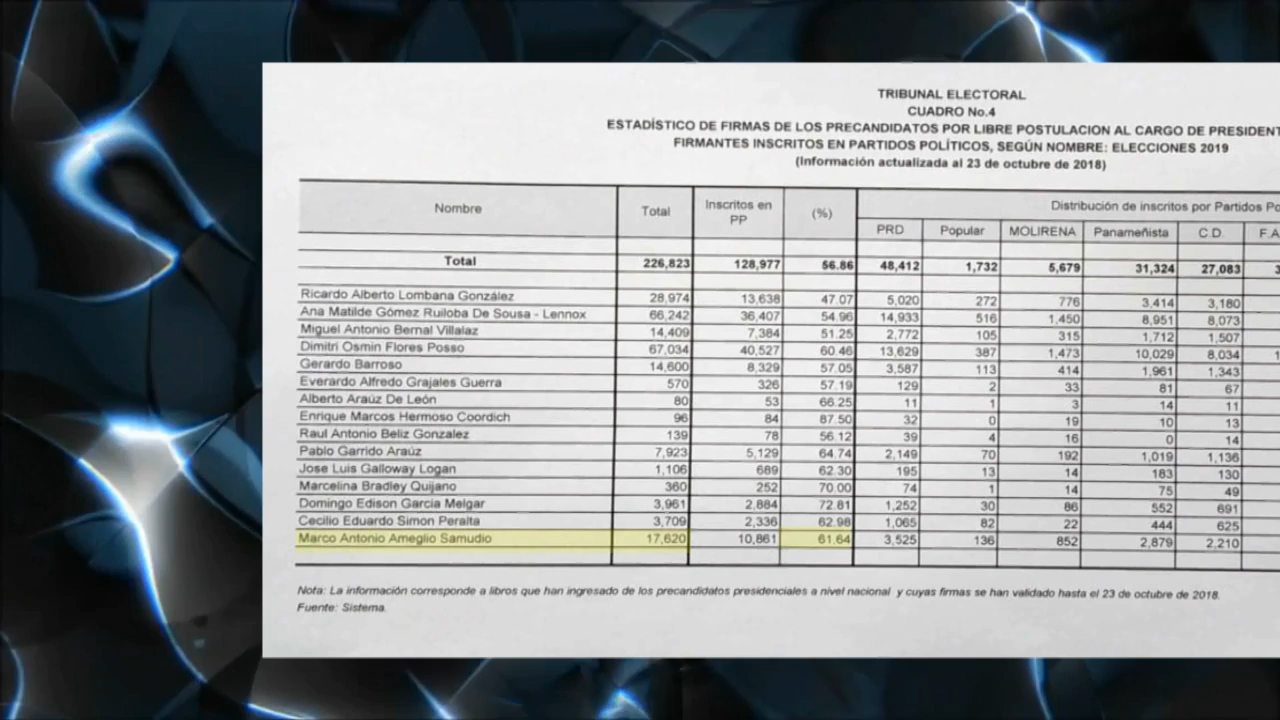 TRIBUNAL ELECTORAL
CUADRO No.4
ESTADÍSTICO DE FIRMAS DE LOS PRECANDIDATOS POR LIBRE POSTULACION AL CARGO DE PRESIDENT
FIRMANTES INSCRITOS EN PARTIDOS POLÍTICOS, SEGÚN NOMBRE: ELECCIONES 2019
(Información actualizada al 23 de octubre de 2018)
Nombre Total Inscritos en PP (%) Distribución de inscritos por Partidos Po
PRD Popular MOLIRENA Panameñista C.D. F.A
Total 226,823 128,977 56.86 48,412 1,732 5,679 31,324 27,083 3
Ricardo Alberto Lombana González 28,974 13,638 47.07 5,020 272 776 3,414 3,180
Ana Matilde Gómez Ruiloba De Sousa - Lennox 66,242 36,407 54.96 14,933 516 1,450 8,951 8,073
Miguel Antonio Bernal Villalaz 14,409 7,384 51.25 2,772 105 315 1,712 1,507
Dimitri Osmin Flores Posso 67,034 40,527 60.46 13,629 387 1,473 10,029 8,034 1
Gerardo Barroso 14,600 8,329 57.05 3,587 113 414 1,961 1,343
Everardo Alfredo Grajales Guerra 570 326 57.19 129 2 33 81 67
Alberto Araúz De León 80 53 66.25 11 1 3 14 11
Enrique Marcos Hermoso Coordich 96 84 87.50 32 0 19 10 13
Raul Antonio Beliz Gonzalez 139 78 56.12 39 4 16 0 14
Pablo Garrido Araúz 7,923 5,129 64.74 2,149 70 192 1,019 1,136
Jose Luis Galloway Logan 1,106 689 62.30 195 13 14 183 130
Marcelina Bradley Quijano 360 252 70.00 74 1 14 75 49
Domingo Edison Garcia Melgar 3,961 2,884 72.81 1,252 30 86 552 691
Cecilio Eduardo Simon Peralta 3,709 2,336 62.98 1,065 82 22 444 625
Marco Antonio Ameglio Samudio 17,620 10,861 61.64 3,525 136 852 2,879 2,210
Nota: La información corresponde a libros que han ingresado de los precandidatos presidenciales a nivel nacional y cuyas firmas se han validado hasta el 23 de octubre de 2018.
Fuente: Sistema.